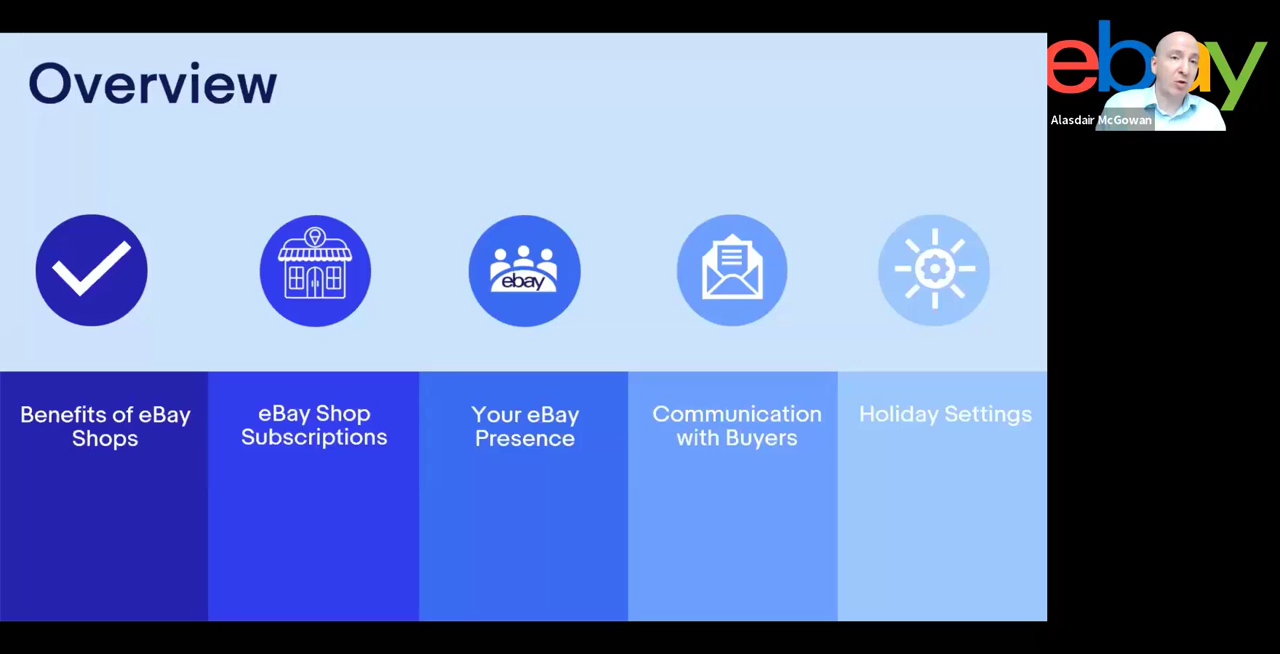 Overview
ebay
Alasdair McGowan
ebay
Benefits of eBay
Shops
eBay Shop
Subscriptions
Your eBay
Presence
Communication
with Buyers
Holiday Settings